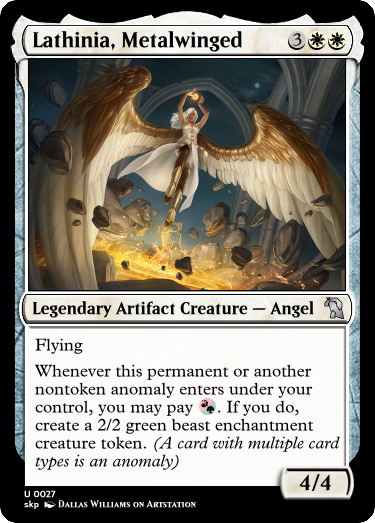 Lathinia, Metalwinged 3
Legendary Artifact Creature — Angel
Flying
Whenever this permanent or another
nontoken anomaly enters under your
control, you may pay . If you do,
create a 2/2 green beast enchantment
creature token. (A card with multiple card
types is an anomaly)
4/4
U 0027
skp Dallas Williams on Artstation